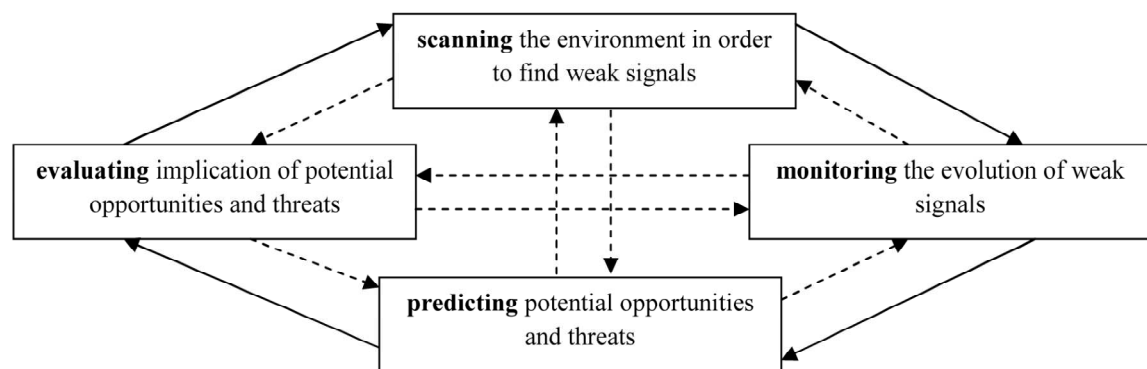 scanning the environment in order
to find weak signals
evaluating implication of potential
opportunities and threats
monitoring the evolution of weak
signals
predicting potential opportunities
and threats